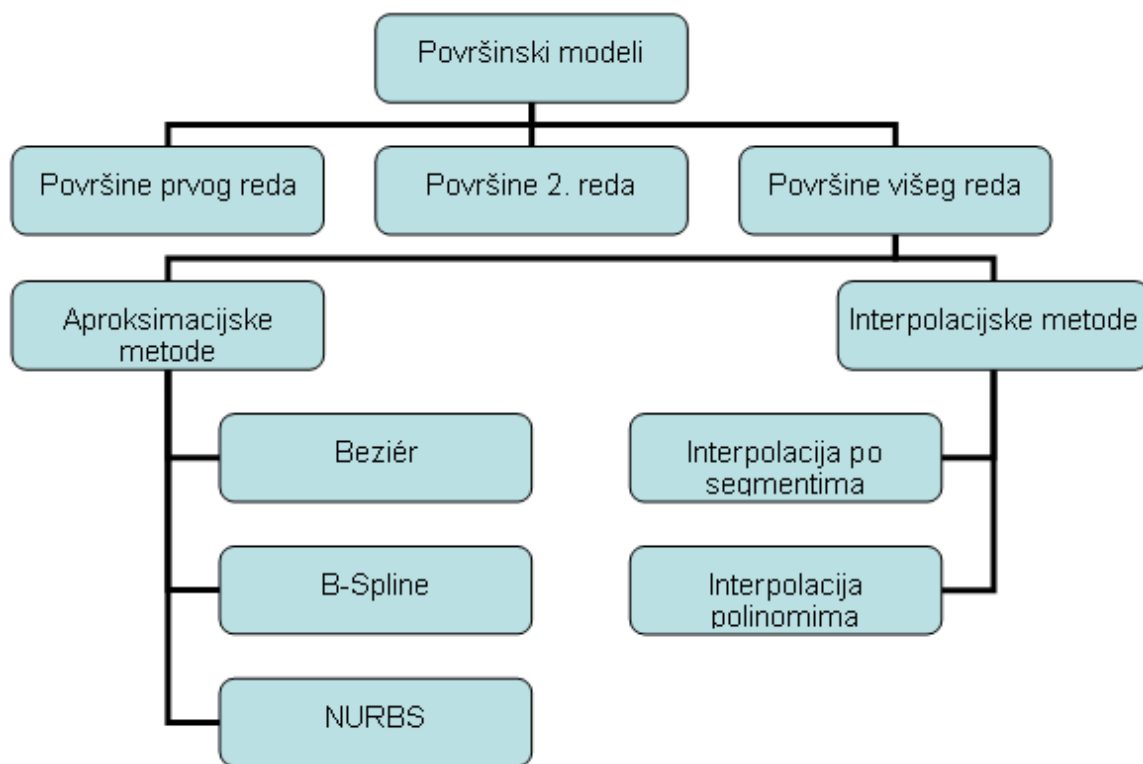 Površinski modeli
Površine prvog reda
Površine 2. reda
Površine višeg reda
Aproksimacijske
metode
Interpolacijske metode
Beziér
Interpolacija po
segmentima
B-Spline
Interpolacija
polinomima
NURBS